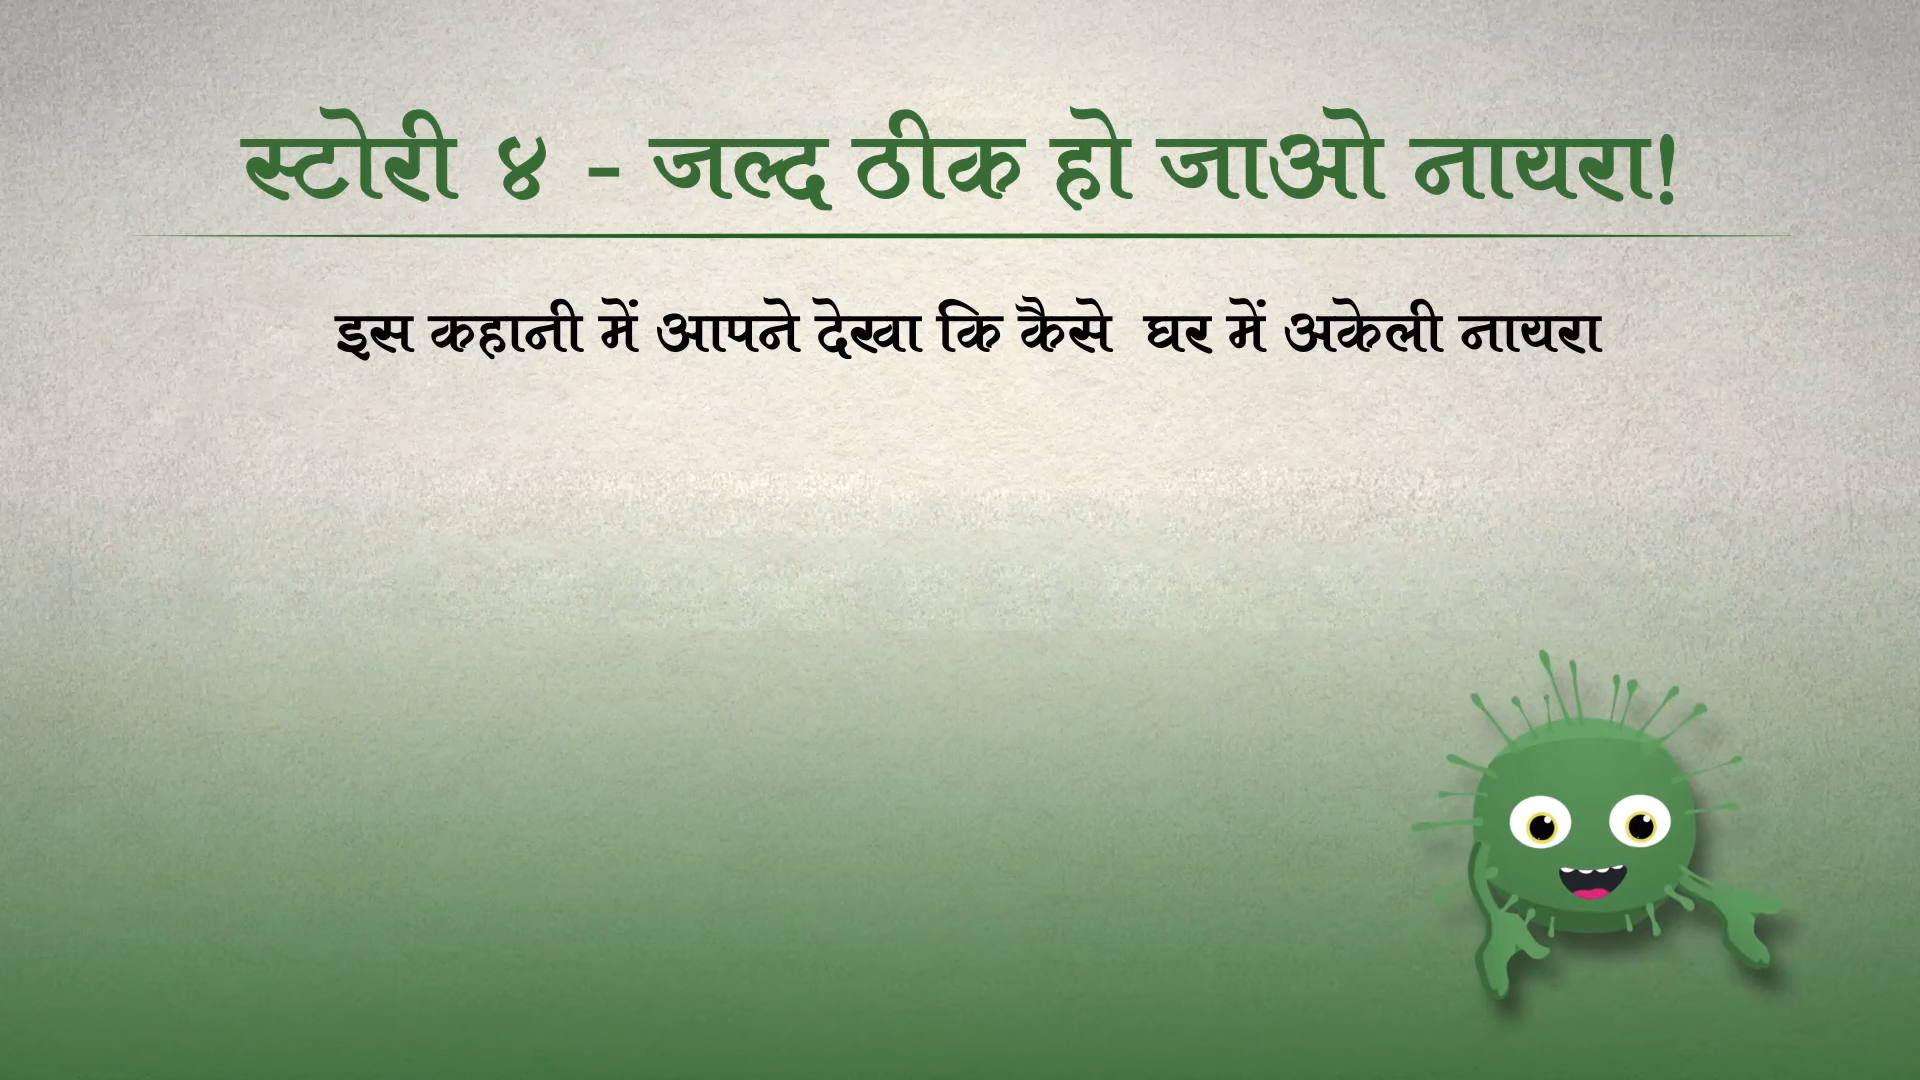 स्टोरी ४ - जल्द ठीक हो जाओ नायरा!
इस कहानी में आपने देखा कि कैसे घर में अकेली नायरा